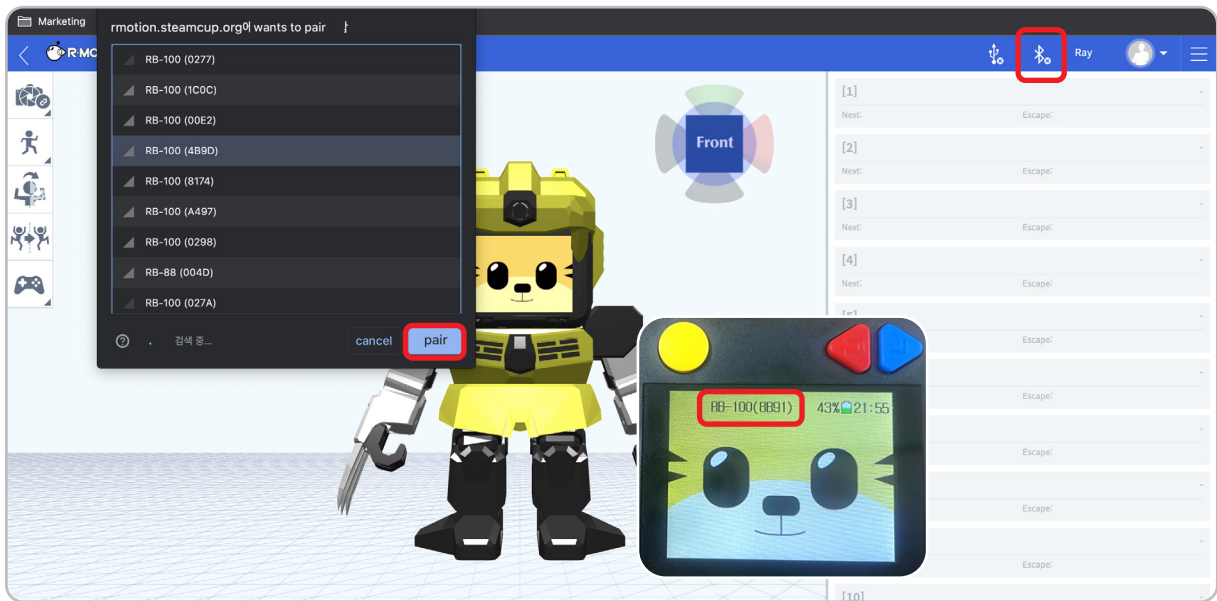 Marketing
rmotion.steamcup.org에 wants to pair
R·MO
Ray
RB-100 (0277)
RB-100 (1C0C)
RB-100 (00E2)
RB-100 (4B9D)
RB-100 (8174)
RB-100 (A497)
RB-100 (0298)
RB-88 (004D)
RB-100 (027A)
검색 중...
cancel
pair
Front
[1]
-
Next:
Escape:
[2]
-
Next:
Escape:
[3]
-
Next:
Escape:
[4]
-
Next:
Escape:
[5]
-
Escape:
-
Escape:
-
Escape:
-
Escape:
-
Escape:
[10]
-
RB-100(8B91)
43%
21:55